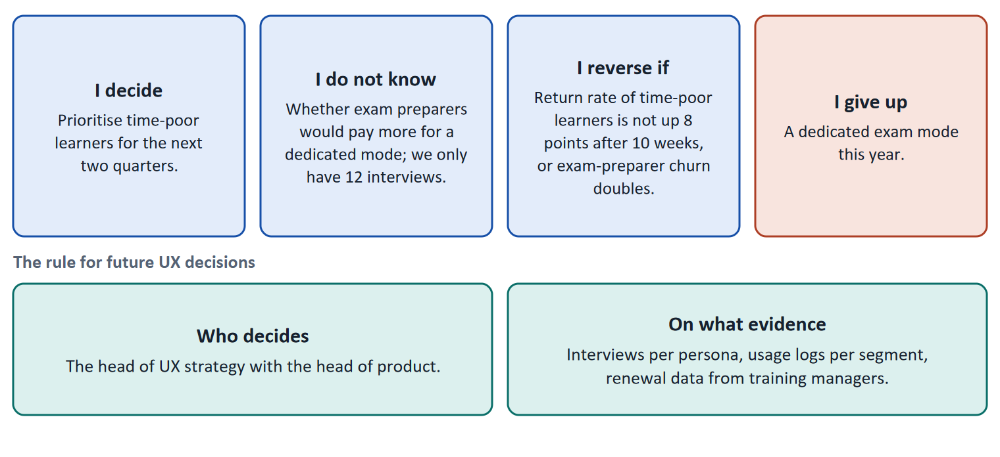 I decide
Prioritise time-poor
learners for the next
two quarters.
I do not know
Whether exam preparers
would pay more for a
dedicated mode; we only
have 12 interviews.
I reverse if
Return rate of time-poor
learners is not up 8
points after 10 weeks,
or exam-preparer churn
doubles.
I give up
A dedicated exam mode
this year.
The rule for future UX decisions
Who decides
The head of UX strategy with the head of product.
On what evidence
Interviews per persona, usage logs per segment,
renewal data from training managers.